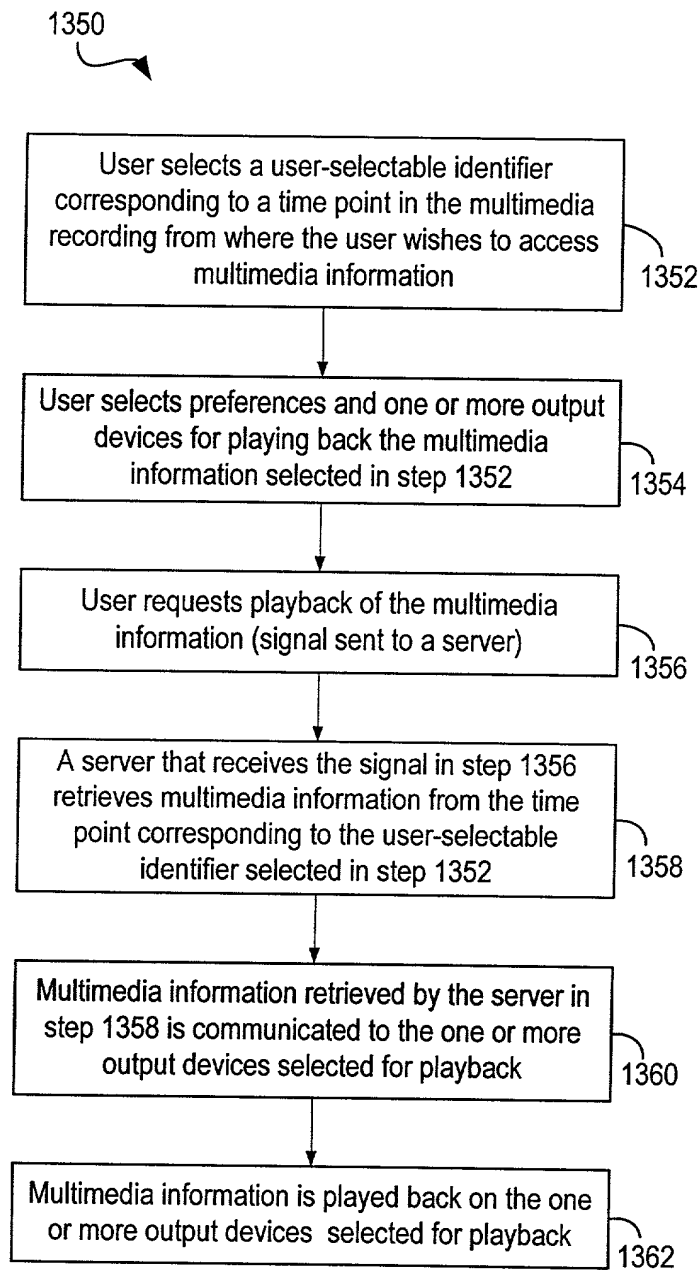 1350
User selects a user-selectable identifier
corresponding to a time point in the multimedia
recording from where the user wishes to access
multimedia information
1352
User selects preferences and one or more output
devices for playing back the multimedia
information selected in step 1352
1354
User requests playback of the multimedia
information (signal sent to a server)
1356
A server that receives the signal in step 1356
retrieves multimedia information from the time
point corresponding to the user-selectable
identifier selected in step 1352
1358
Multimedia information retrieved by the server in
step 1358 is communicated to the one or more
output devices selected for playback
1360
Multimedia information is played back on the one
or more output devices selected for playback
1362